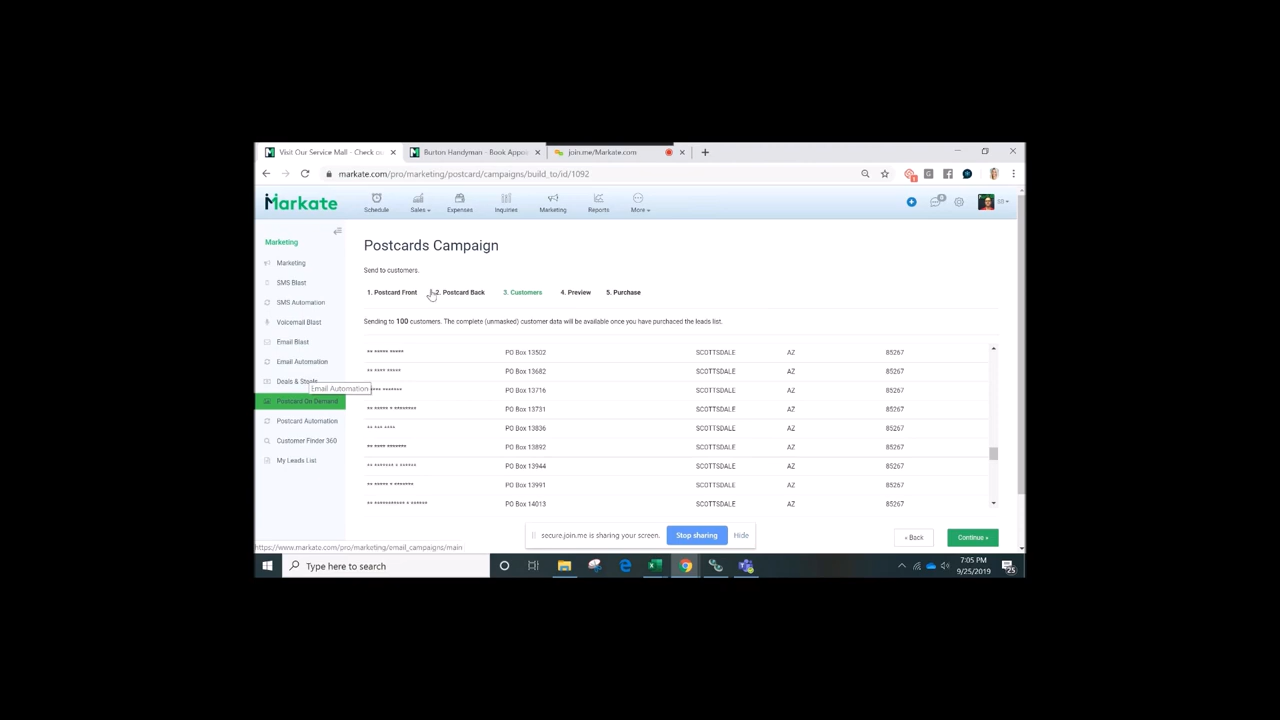 Visit Our Service Mall - Check ou
Burton Handyman - Book Appoi
join.me/Markate.com
markate.com/pro/marketing/postcard/campaigns/build_to/id/1092
Markate
Schedule
Sales
Expenses
Inquiries
Marketing
Reports
More
Marketing
Marketing
SMS Blast
SMS Automation
Voicemail Blast
Email Blast
Email Automation
Deals & Steals
Email Automation
Postcard On Demand
Postcard Automation
Customer Finder 360
My Leads List
Postcards Campaign
Send to customers.
1. Postcard Front 2. Postcard Back 3. Customers 4. Preview 5. Purchase
Sending to 100 customers. The complete (unmasked) customer data will be available once you have purchased the leads list.
** ***** ***** PO Box 13502 SCOTTSDALE AZ 85267
** **** ***** PO Box 13682 SCOTTSDALE AZ 85267
**** ******* PO Box 13716 SCOTTSDALE AZ 85267
** ***** * ******** PO Box 13731 SCOTTSDALE AZ 85267
** *** **** PO Box 13836 SCOTTSDALE AZ 85267
** **** ******* PO Box 13892 SCOTTSDALE AZ 85267
** ******* * ****** PO Box 13944 SCOTTSDALE AZ 85267
** ***** * ******* PO Box 13991 SCOTTSDALE AZ 85267
** *********** * ****** PO Box 14013 SCOTTSDALE AZ 85267
secure.join.me is sharing your screen. Stop sharing Hide
« Back Continue »
https://www.markate.com/pro/marketing/email_campaigns/main
Type here to search
7:05 PM
9/25/2019
25